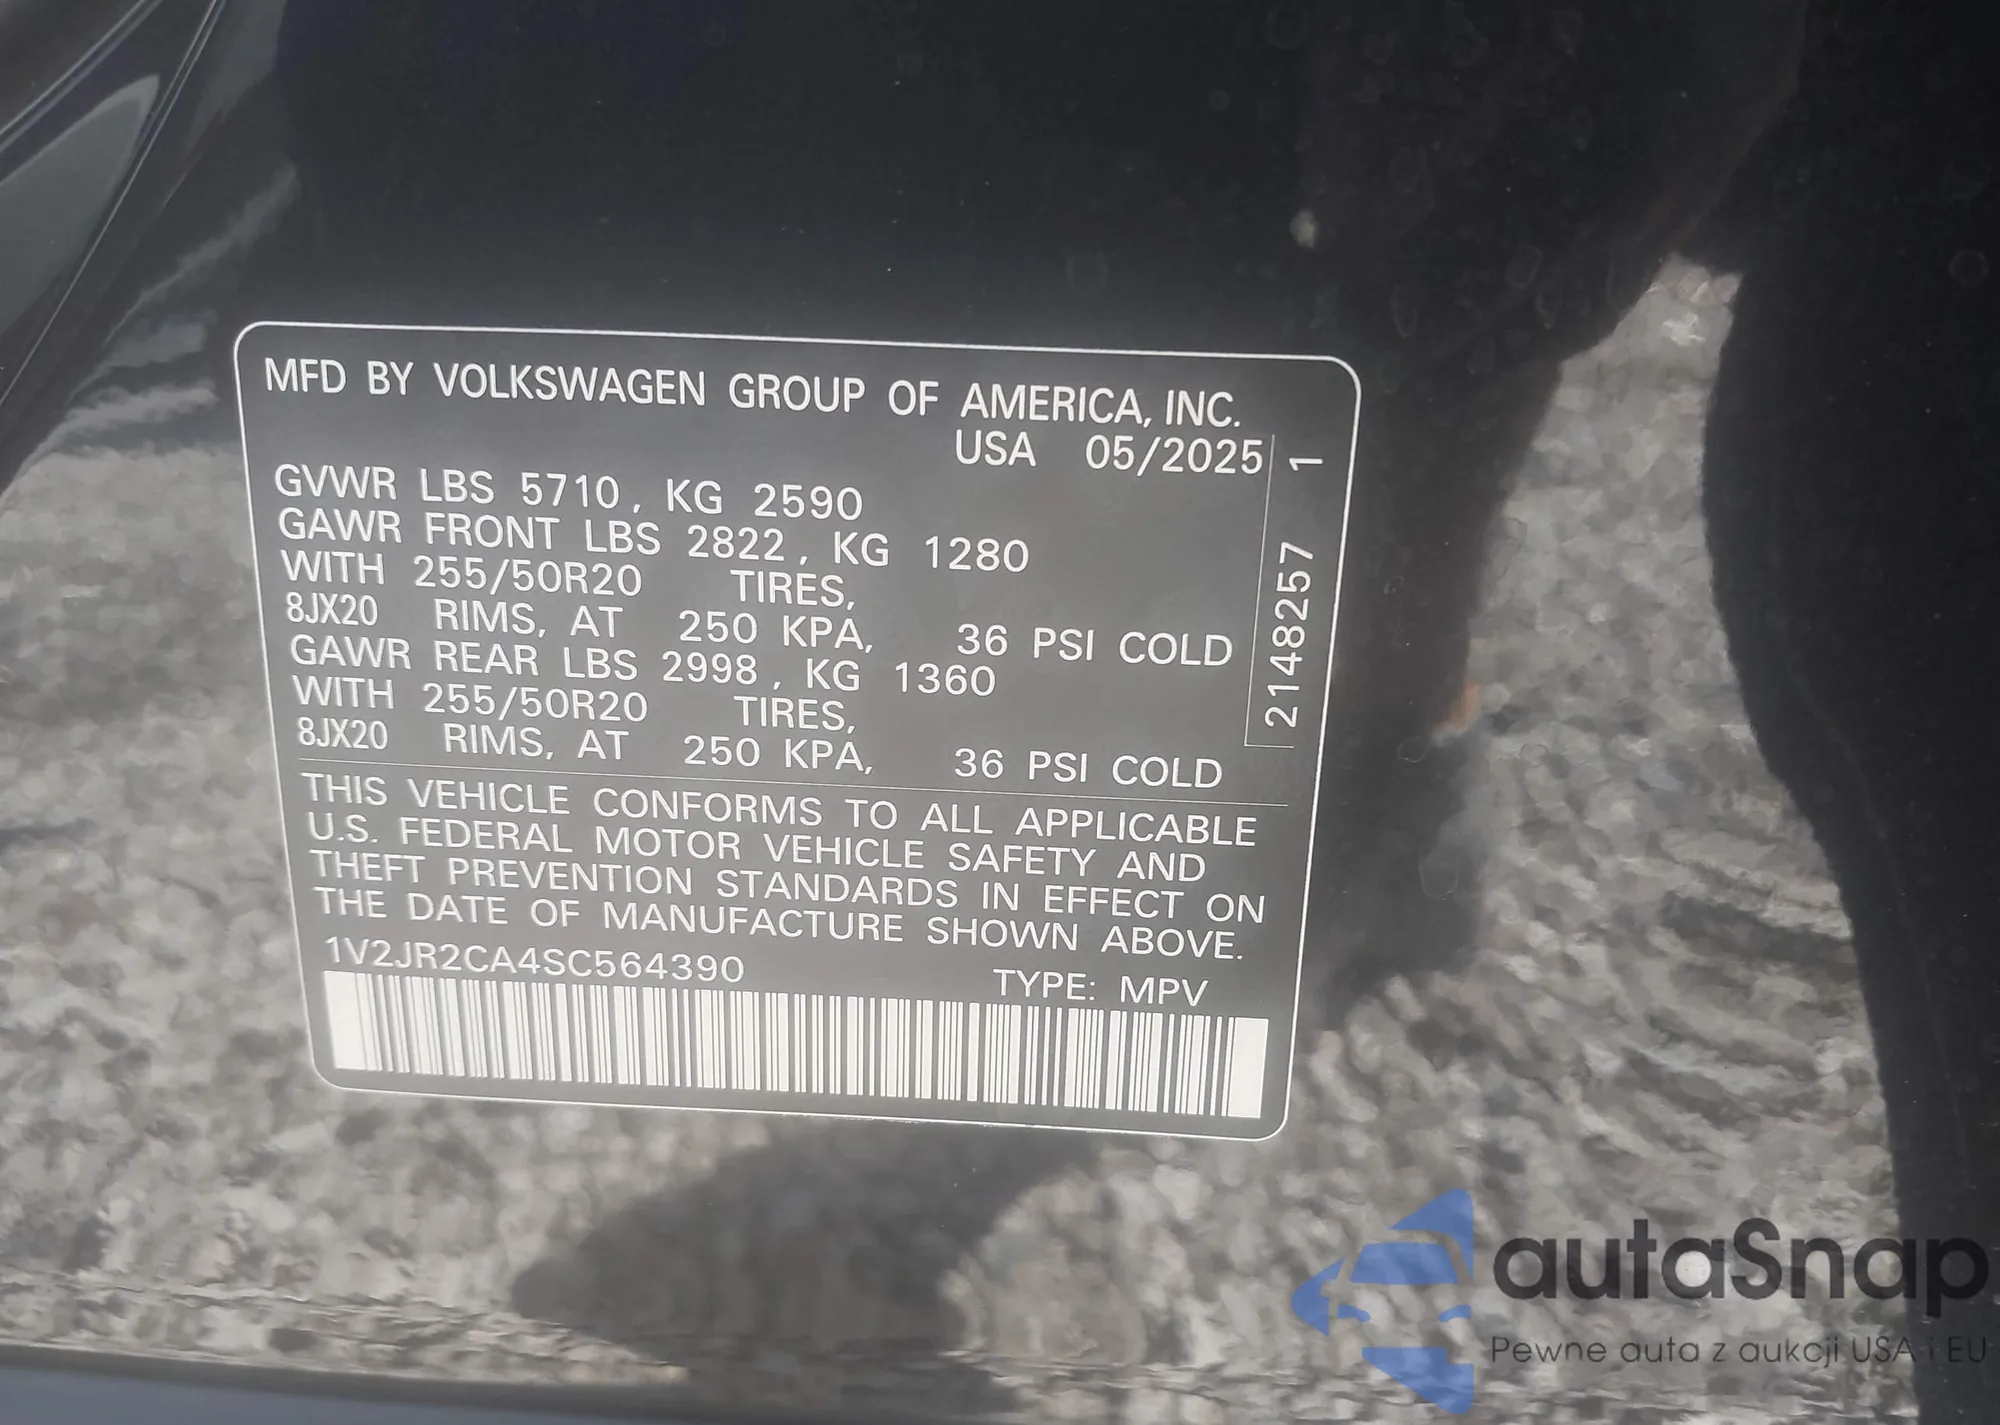 MFD BY VOLKSWAGEN GROUP OF AMERICA, INC.
USA 05/2025
GVWR LBS 5710, KG 2590
GAWR FRONT LBS 2822, KG 1280
WITH 255/50R20 TIRES,
8JX20 RIMS, AT 250 KPA, 36 PSI COLD
GAWR REAR LBS 2998, KG 1360
WITH 255/50R20 TIRES,
8JX20 RIMS, AT 250 KPA, 36 PSI COLD
2148257 1
THIS VEHICLE CONFORMS TO ALL APPLICABLE
U.S. FEDERAL MOTOR VEHICLE SAFETY AND
THEFT PREVENTION STANDARDS IN EFFECT ON
THE DATE OF MANUFACTURE SHOWN ABOVE.
1V2JR2CA4SC564390 TYPE: MPV
autaSnap
Pewne auta z aukcji USA i EU